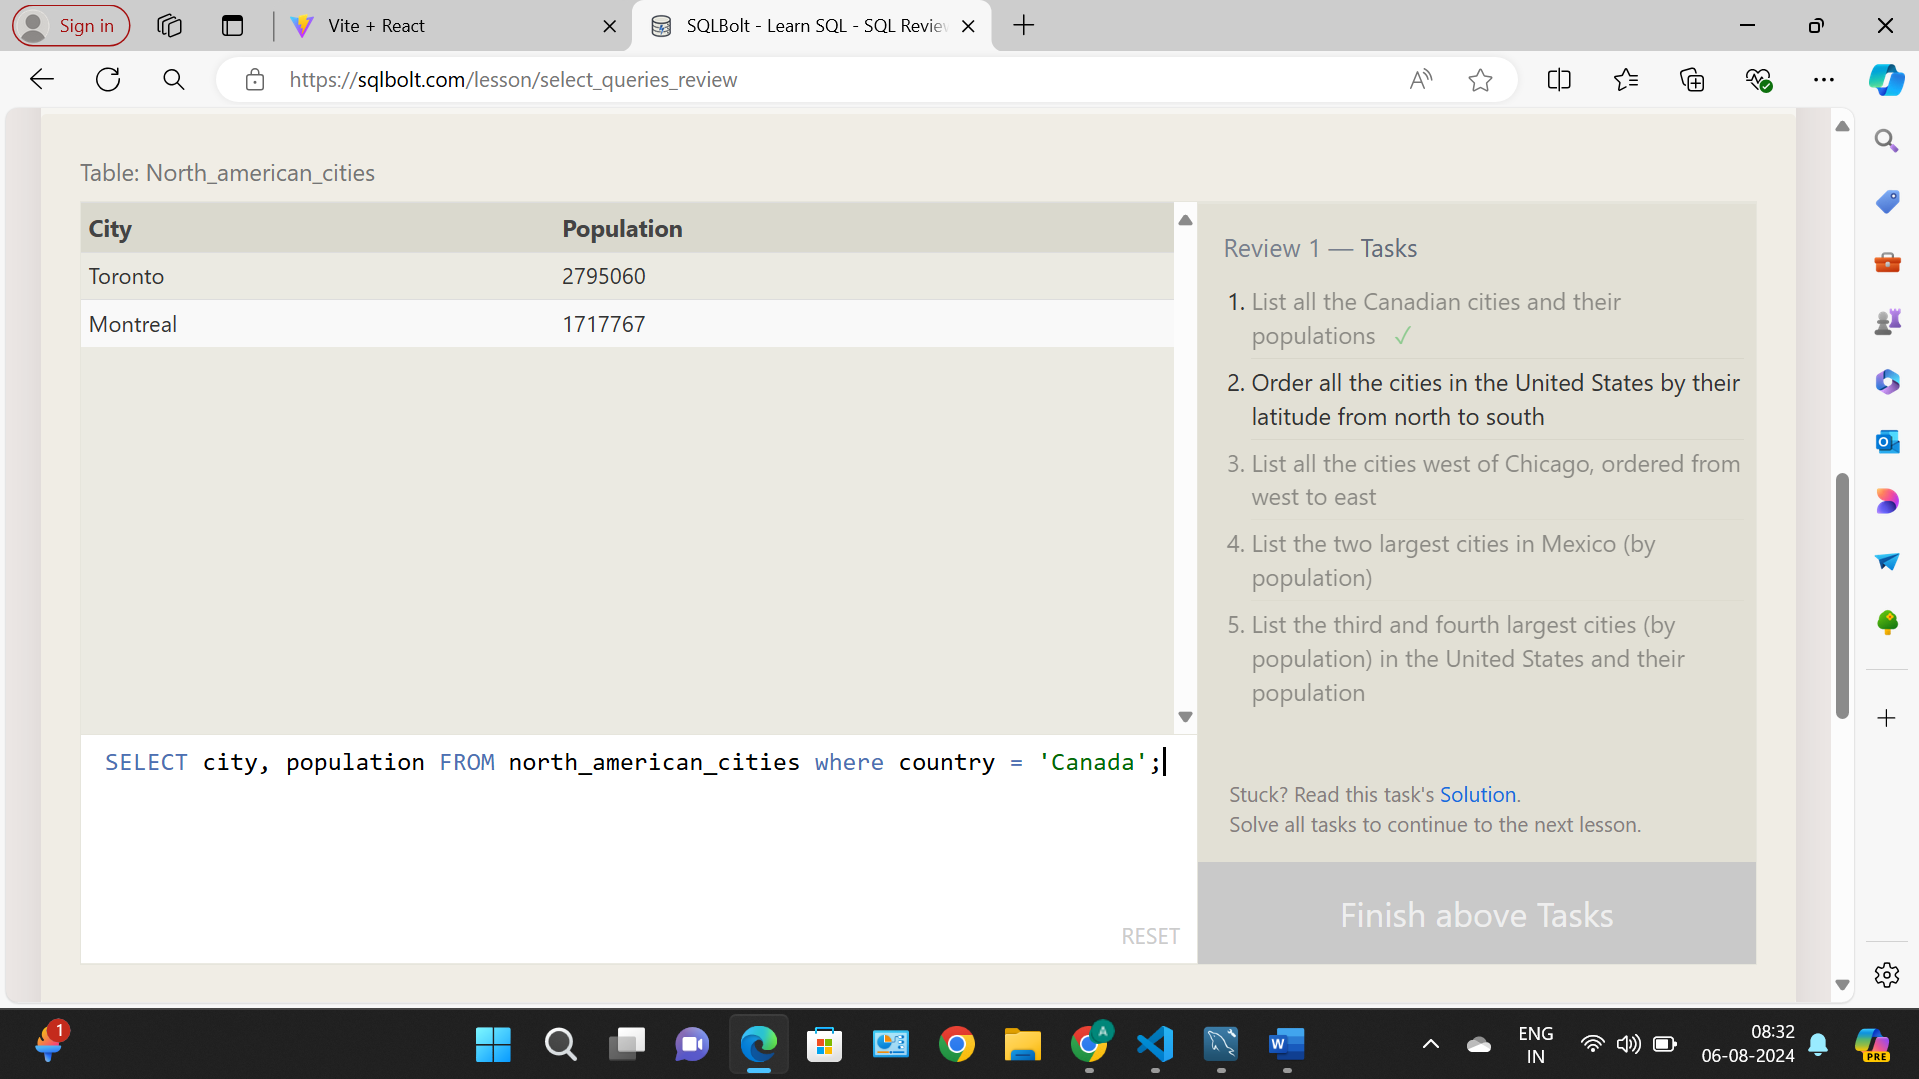 Sign in
Vite + React
SQLBolt - Learn SQL - SQL Review
https://sqlbolt.com/lesson/select_queries_review
Table: North_american_cities
City Population
Toronto 2795060
Montreal 1717767
Review 1 — Tasks
1. List all the Canadian cities and their
populations ✓
2. Order all the cities in the United States by their
latitude from north to south
3. List all the cities west of Chicago, ordered from
west to east
4. List the two largest cities in Mexico (by
population)
5. List the third and fourth largest cities (by
population) in the United States and their
population
SELECT city, population FROM north_american_cities where country = 'Canada';
Stuck? Read this task's Solution.
Solve all tasks to continue to the next lesson.
RESET
Finish above Tasks
1
A
W
ENG
IN
08:32
06-08-2024
PRE